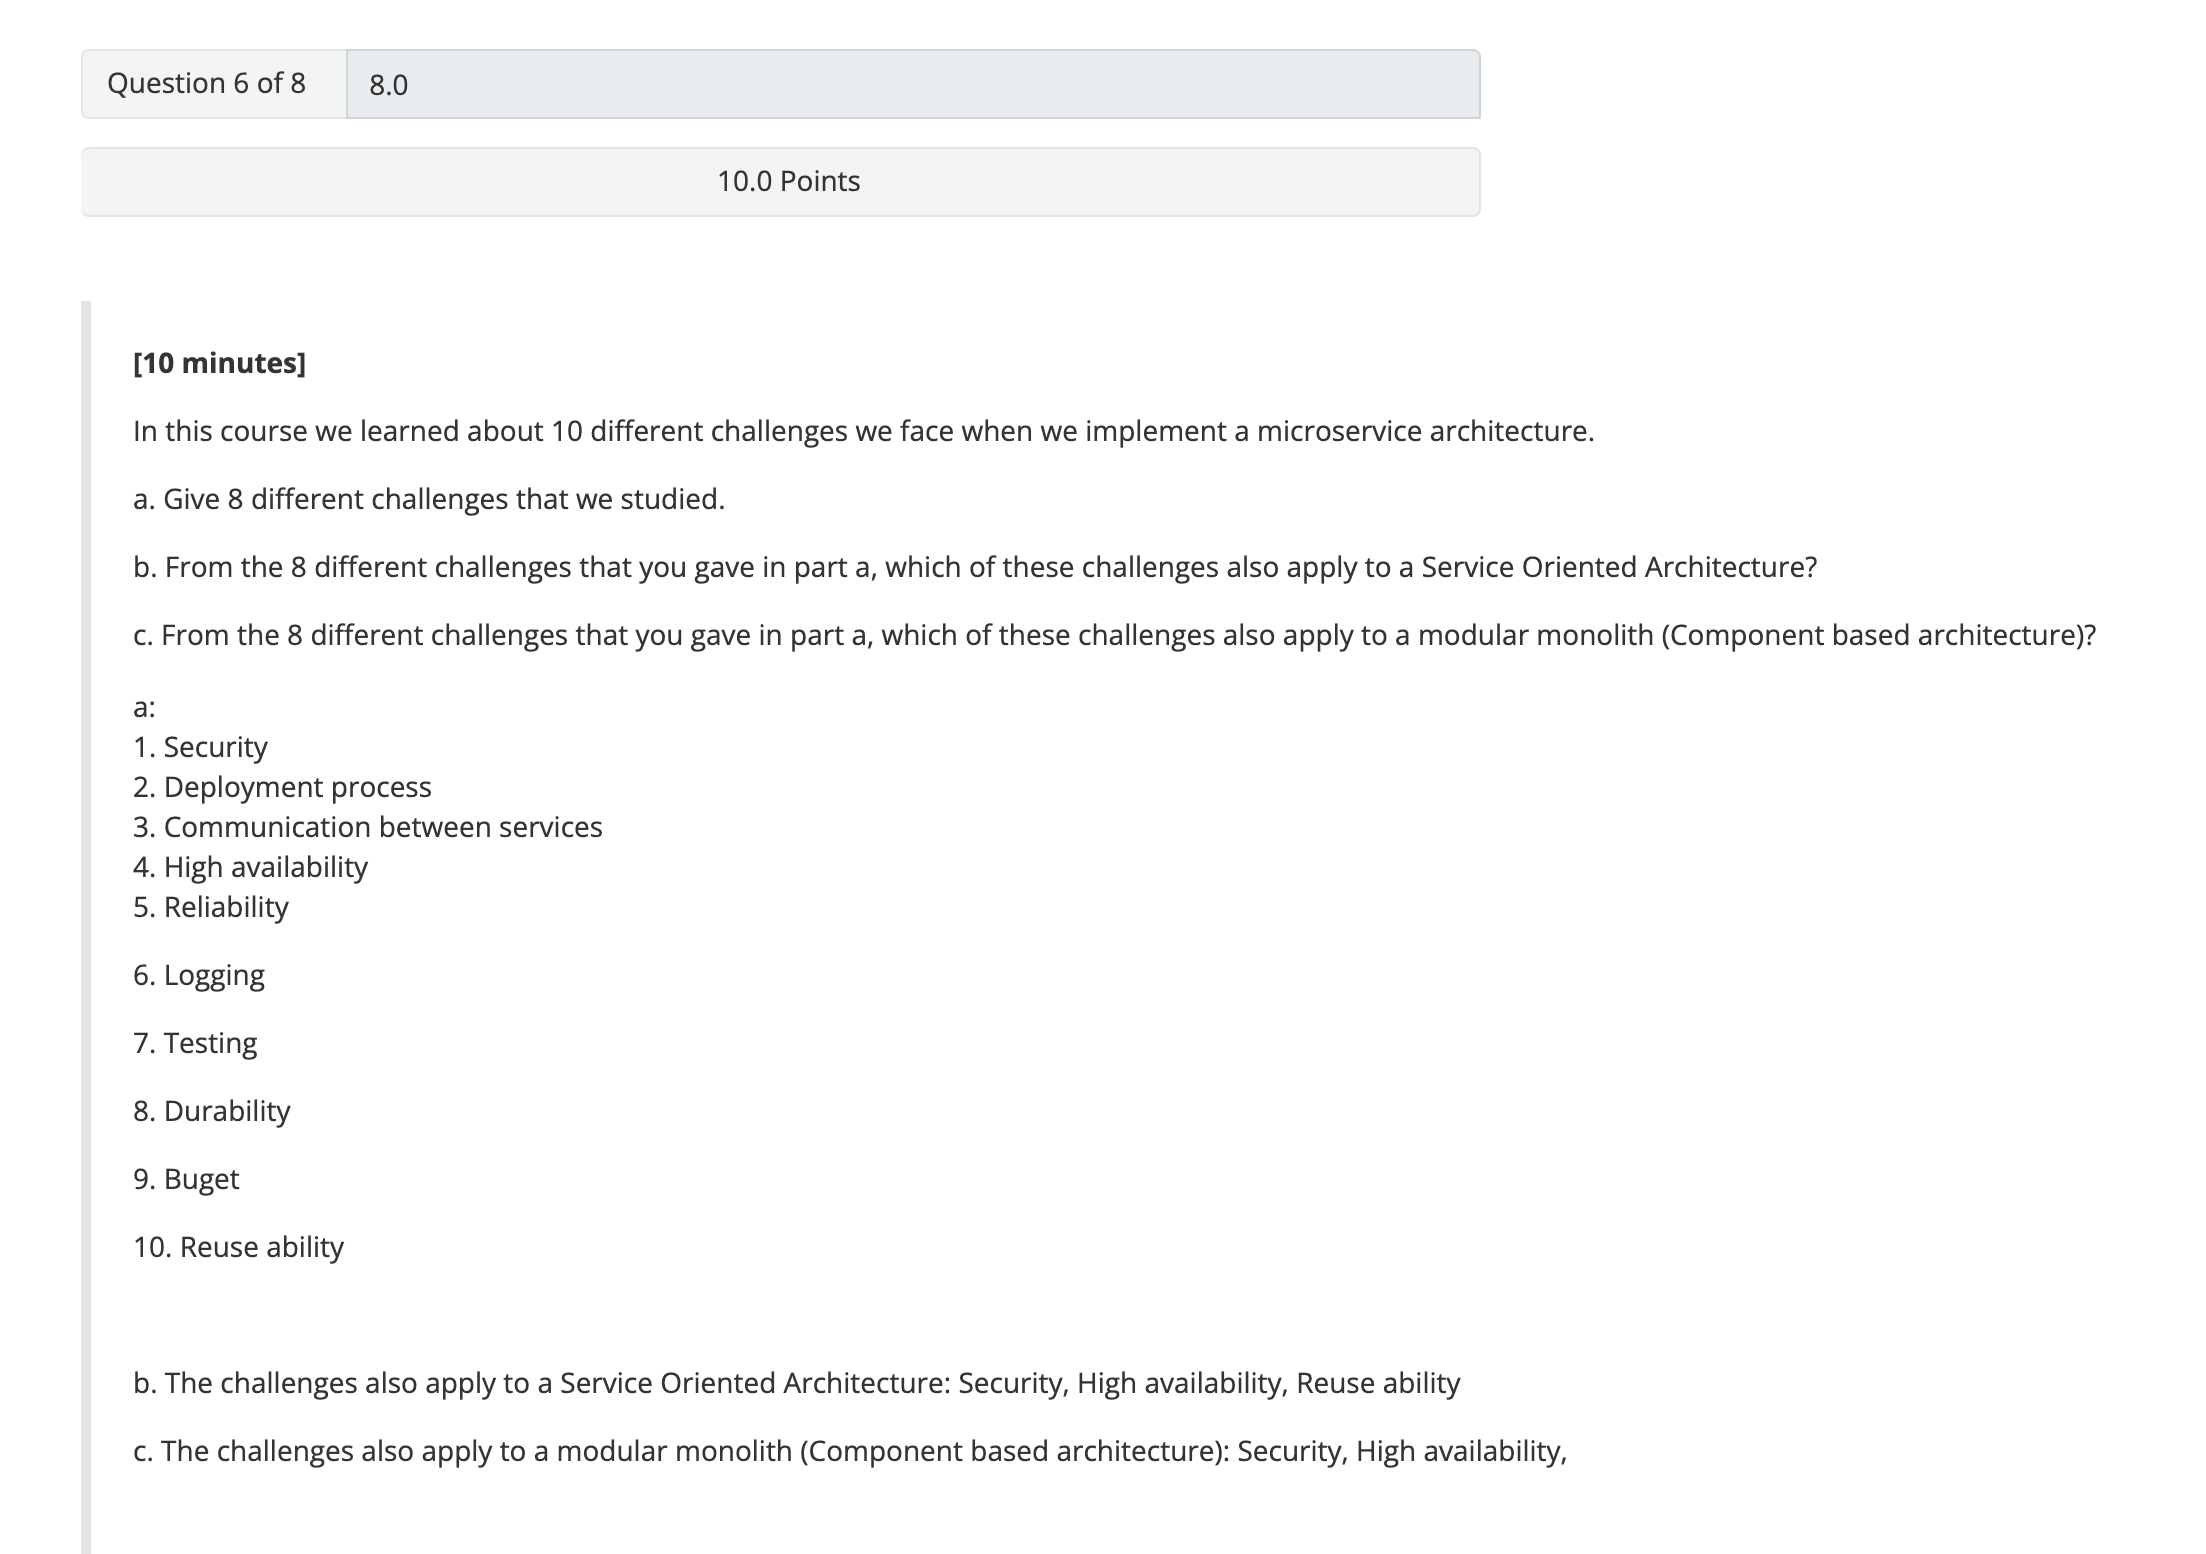 Question 6 of 8
8.0
10.0 Points
[10 minutes]
In this course we learned about 10 different challenges we face when we implement a microservice architecture.
a. Give 8 different challenges that we studied.
b. From the 8 different challenges that you gave in part a, which of these challenges also apply to a Service Oriented Architecture?
c. From the 8 different challenges that you gave in part a, which of these challenges also apply to a modular monolith (Component based architecture)?
a:
1. Security
2. Deployment process
3. Communication between services
4. High availability
5. Reliability
6. Logging
7. Testing
8. Durability
9. Buget
10. Reuse ability
b. The challenges also apply to a Service Oriented Architecture: Security, High availability, Reuse ability
c. The challenges also apply to a modular monolith (Component based architecture): Security, High availability,